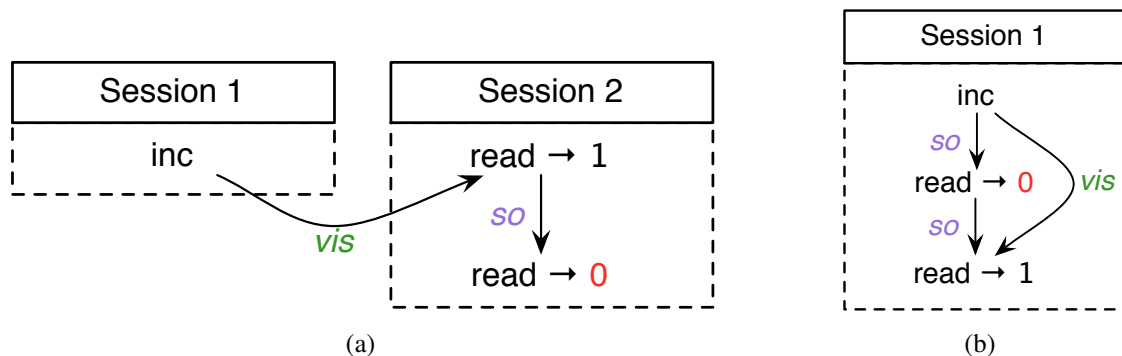 Session 1
inc
vis
Session 2
read → 1
so
read → 0
(a)
Session 1
inc
so
read → 0
vis
so
read → 1
(b)